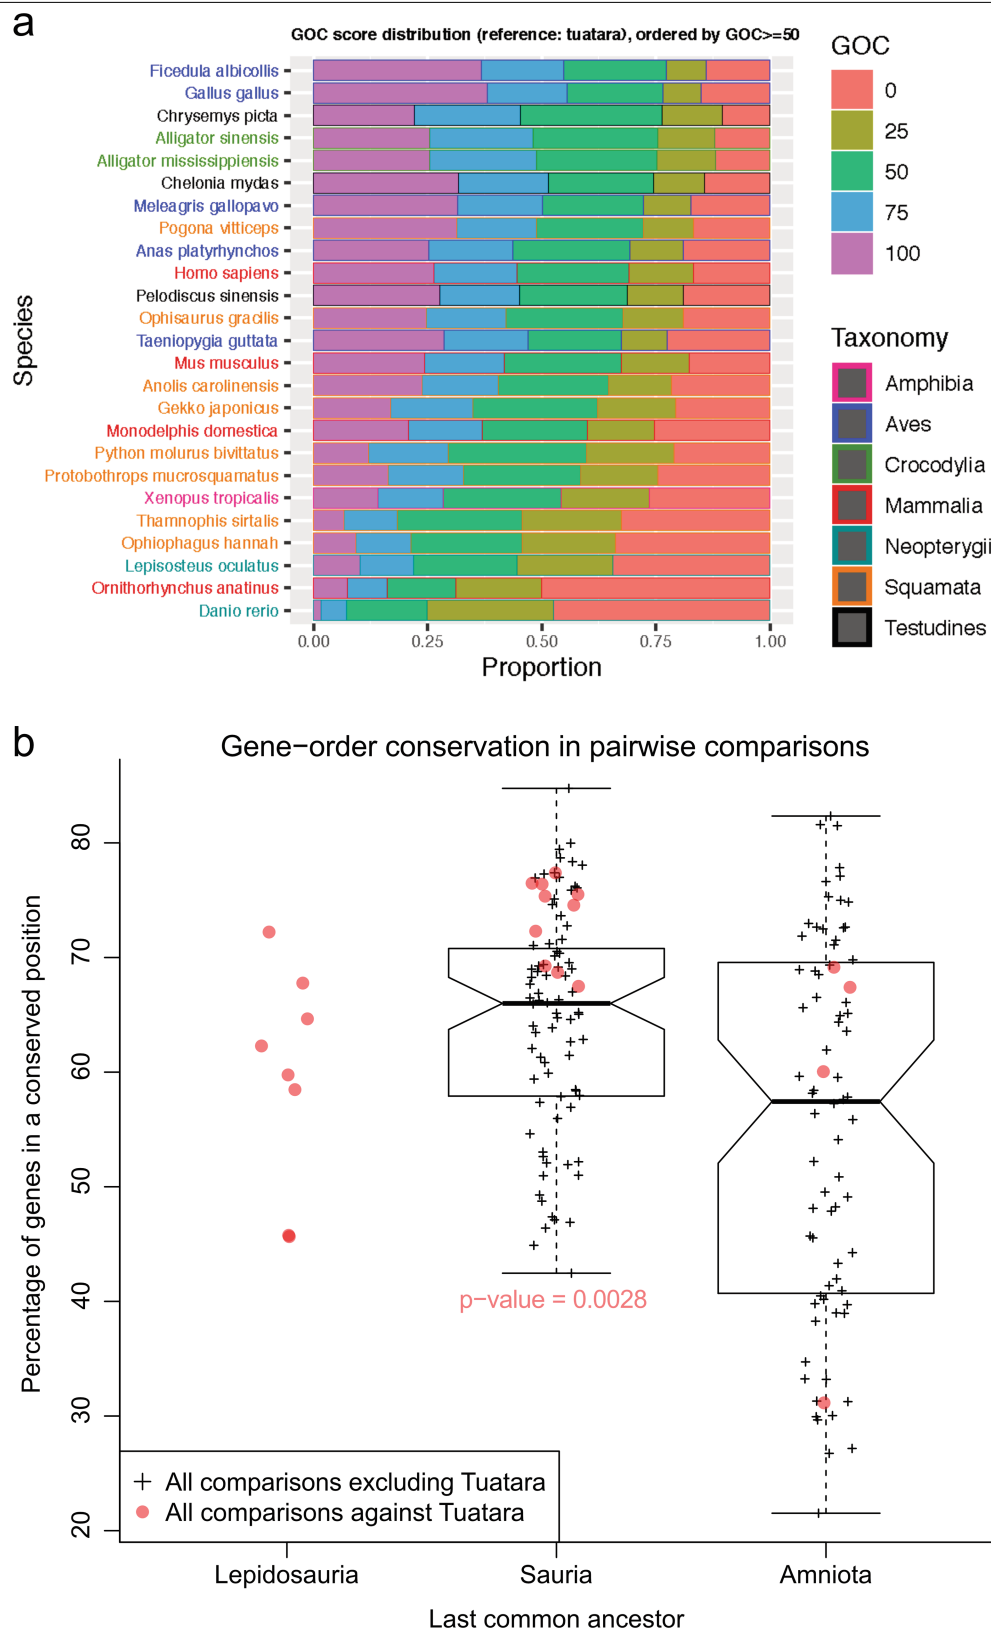 a
GOC score distribution (reference: tuatara), ordered by GOC>=50
Species
Ficedula albicollis
Gallus gallus
Chrysemys picta
Alligator sinensis
Alligator mississippiensis
Chelonia mydas
Meleagris gallopavo
Pogona vitticeps
Anas platyrhynchos
Homo sapiens
Pelodiscus sinensis
Ophisaurus gracilis
Taeniopygia guttata
Mus musculus
Anolis carolinensis
Gekko japonicus
Monodelphis domestica
Python molurus bivittatus
Protobothrops mucrosquamatus
Xenopus tropicalis
Thamnophis sirtalis
Ophiophagus hannah
Lepisosteus oculatus
Ornithorhynchus anatinus
Danio rerio
0.00 0.25 0.50 0.75 1.00
Proportion
GOC
0
25
50
75
100
Taxonomy
Amphibia
Aves
Crocodylia
Mammalia
Neopterygii
Squamata
Testudines
b
Gene−order conservation in pairwise comparisons
Percentage of genes in a conserved position
80
70
60
50
40
30
20
p−value = 0.0028
All comparisons excluding Tuatara
All comparisons against Tuatara
Lepidosauria Sauria Amniota
Last common ancestor